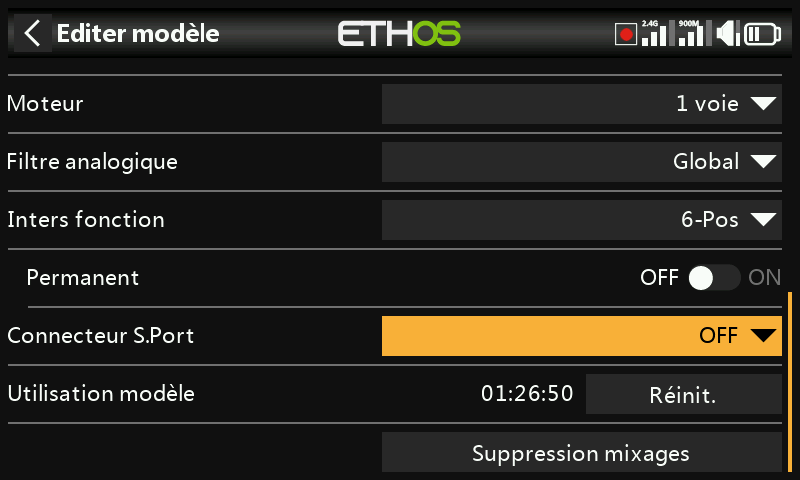 Editer modèle
ETHOS
2.4G
900M
Moteur
1 voie
Filtre analogique
Global
Inters fonction
6-Pos
Permanent
OFF
ON
Connecteur S.Port
OFF
Utilisation modèle
01:26:50
Réinit.
Suppression mixages